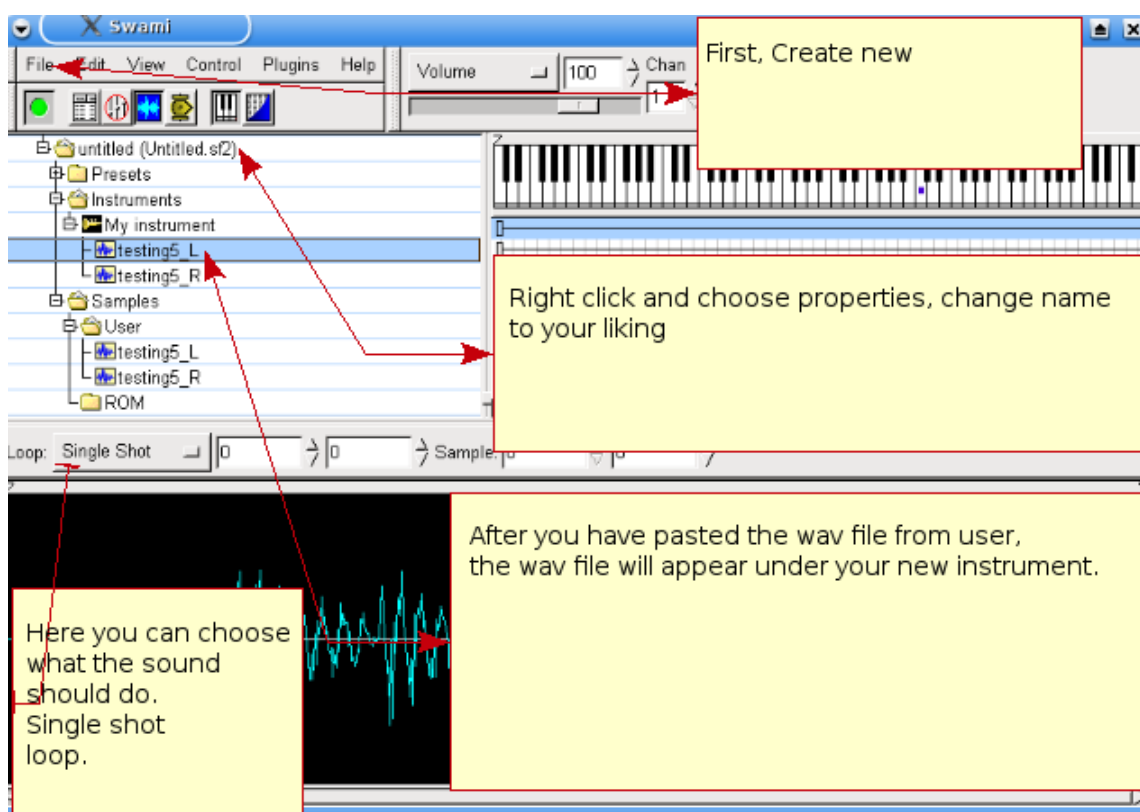 Swami
File Edit View Control Plugins Help
Volume 100 Chan
1
First, Create new
untitled (Untitled.sf2)
Presets
Instruments
My instrument
testing5_L
testing5_R
Samples
User
testing5_L
testing5_R
ROM
Right click and choose properties, change name
to your liking
Loop: Single Shot 0 0 Sample: 0 0
After you have pasted the wav file from user,
the wav file will appear under your new instrument.
Here you can choose
what the sound
should do.
Single shot
loop.